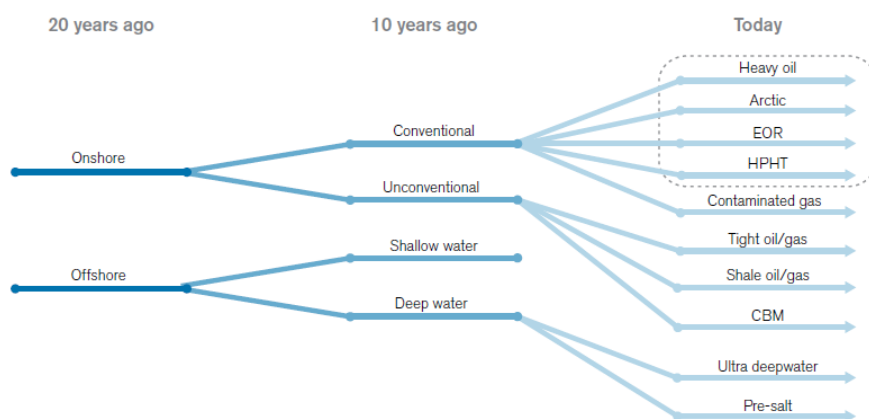 20 years ago
10 years ago
Today
Onshore
Offshore
Conventional
Unconventional
Shallow water
Deep water
Heavy oil
Arctic
EOR
HPHT
Contaminated gas
Tight oil/gas
Shale oil/gas
CBM
Ultra deepwater
Pre-salt